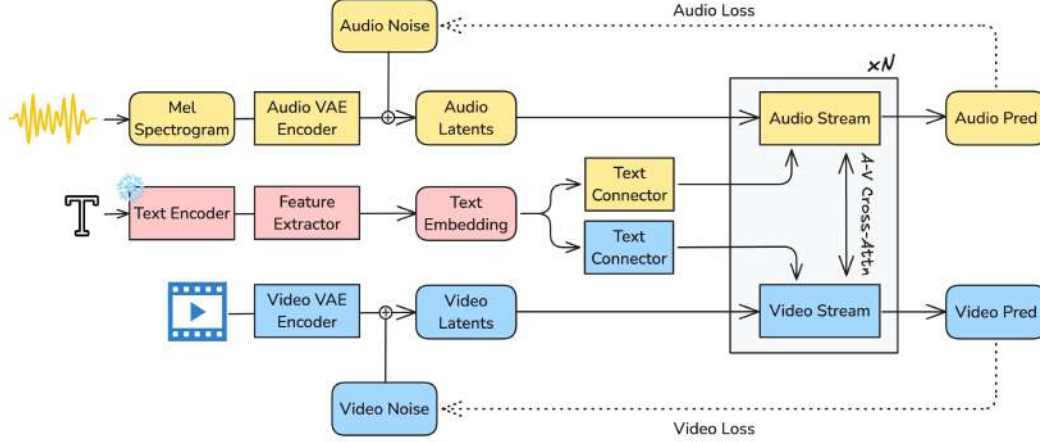 Audio Loss
Audio Noise
xN
Mel
Spectrogram
Audio VAE
Encoder
Audio
Latents
Audio Stream
Audio Pred
Text
Connector
A-V Cross-Attn
T
Text Encoder
Feature
Extractor
Text
Embedding
Text
Connector
Video VAE
Encoder
Video
Latents
Video Stream
Video Pred
Video Noise
Video Loss